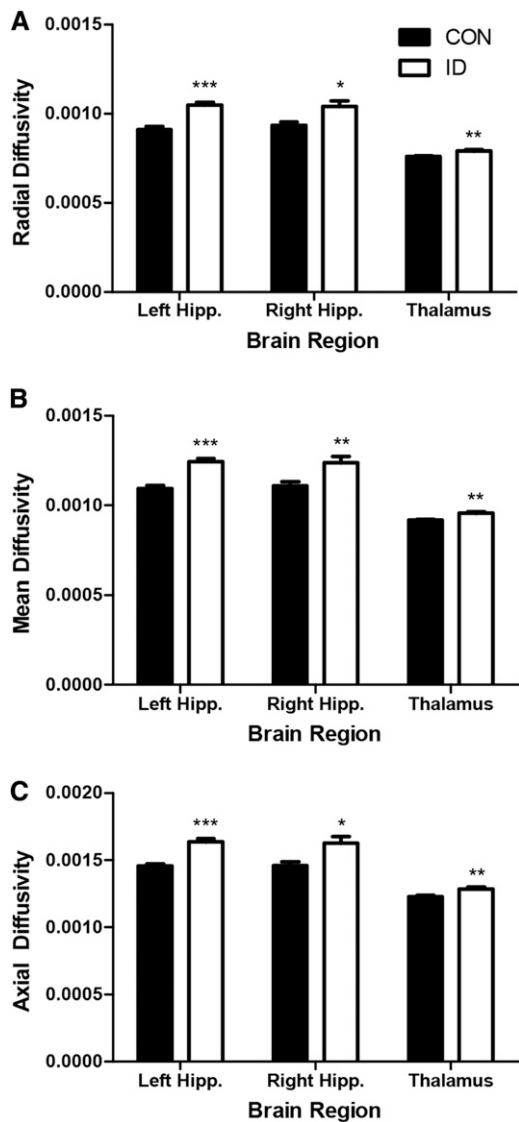 A
CON
ID
Radial Diffusivity
0.0015
0.0010
0.0005
0.0000
*** * **
Left Hipp. Right Hipp. Thalamus
Brain Region
B
Mean Diffusivity
0.0015
0.0010
0.0005
0.0000
*** ** **
Left Hipp. Right Hipp. Thalamus
Brain Region
C
Axial Diffusivity
0.0020
0.0015
0.0010
0.0005
0.0000
*** * **
Left Hipp. Right Hipp. Thalamus
Brain Region